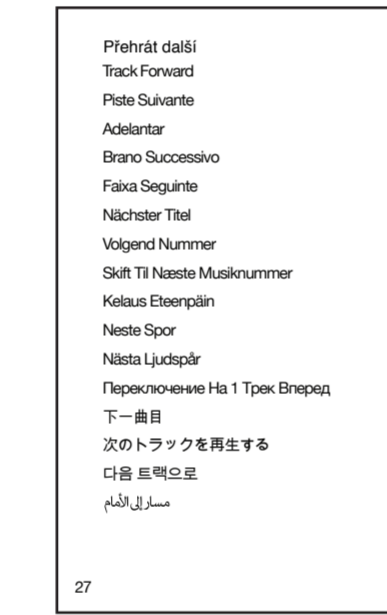 Přehrát další
Track Forward
Piste Suivante
Adelantar
Brano Successivo
Faixa Seguinte
Nächster Titel
Volgend Nummer
Skift Til Næste Musiknummer
Kelaus Eteenpäin
Neste Spor
Nästa Ljudspår
Переключение На 1 Трек Вперед
下一曲目
次のトラックを再生する
다음 트랙으로
مسار إلى الأمام
27